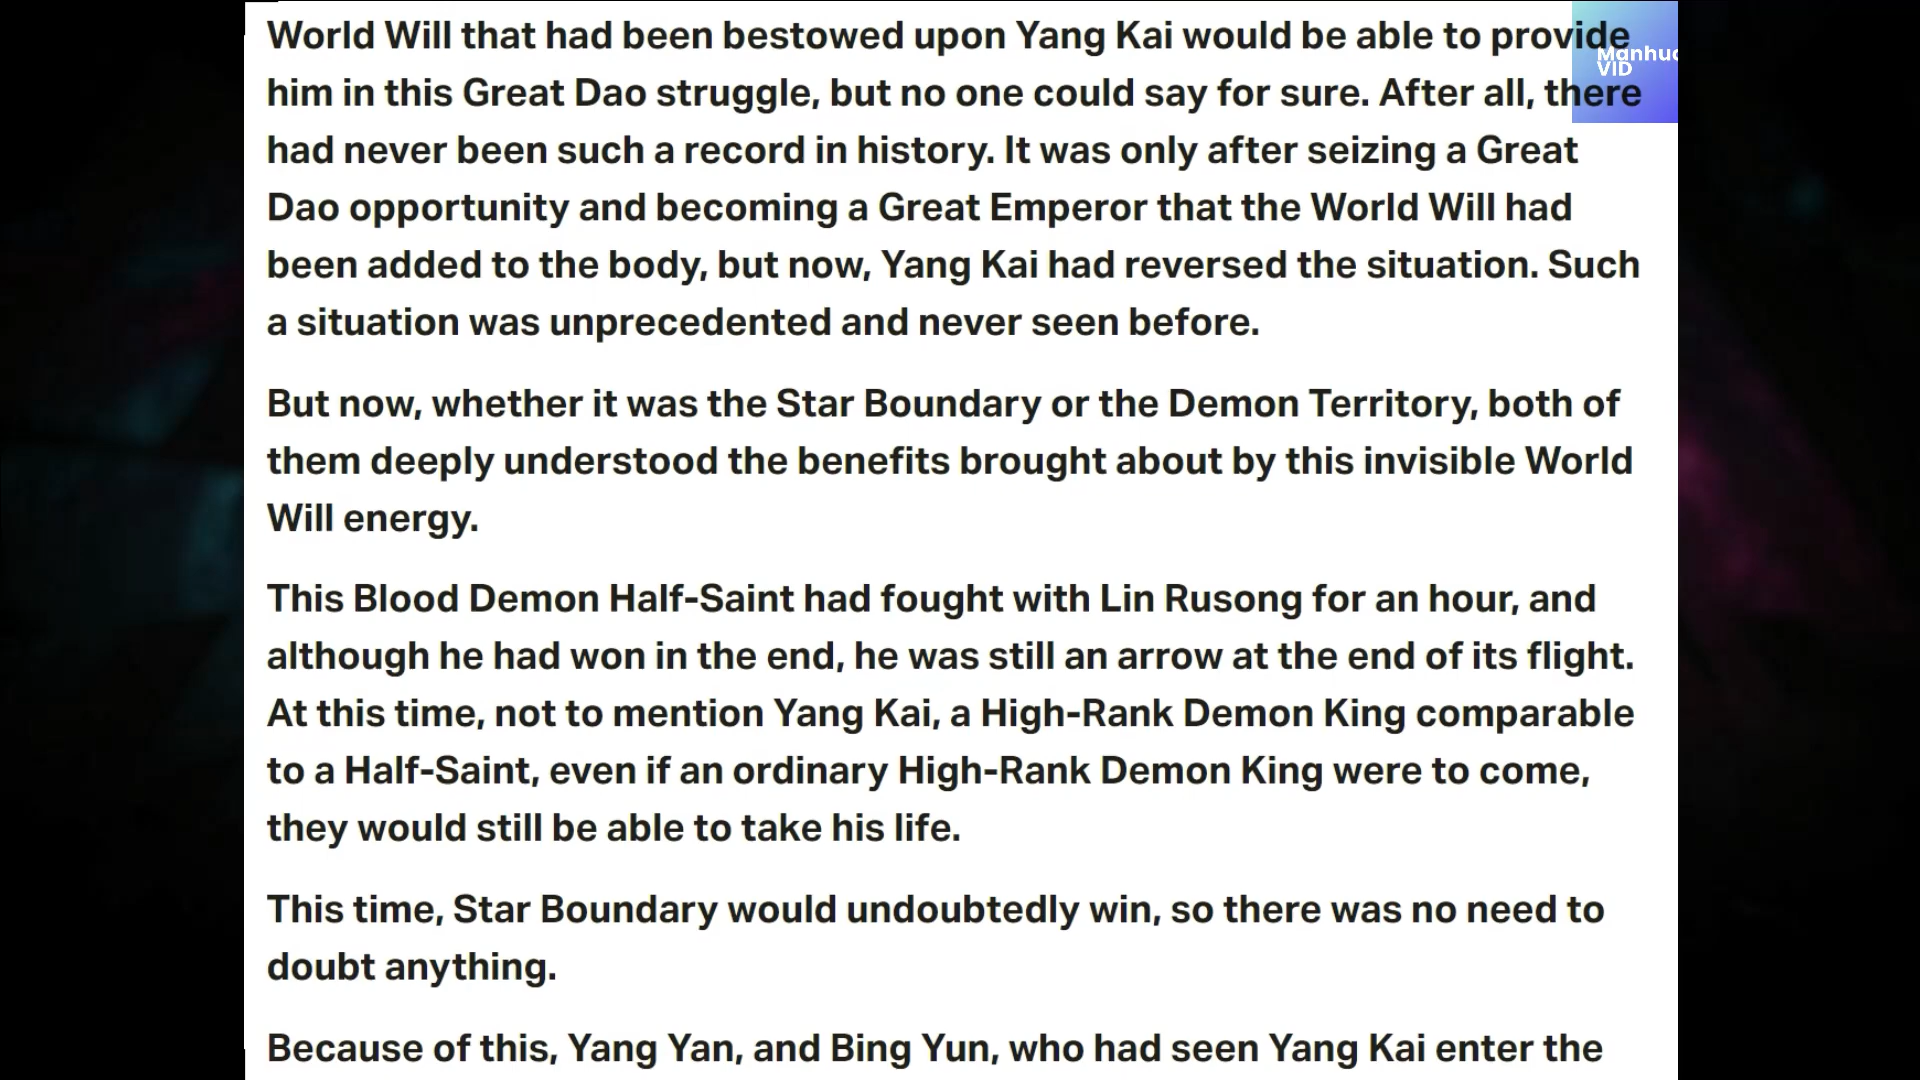 World Will that had been bestowed upon Yang Kai would be able to provide
him in this Great Dao struggle, but no one could say for sure. After all, there
had never been such a record in history. It was only after seizing a Great
Dao opportunity and becoming a Great Emperor that the World Will had
been added to the body, but now, Yang Kai had reversed the situation. Such
a situation was unprecedented and never seen before.
But now, whether it was the Star Boundary or the Demon Territory, both of
them deeply understood the benefits brought about by this invisible World
Will energy.
This Blood Demon Half-Saint had fought with Lin Rusong for an hour, and
although he had won in the end, he was still an arrow at the end of its flight.
At this time, not to mention Yang Kai, a High-Rank Demon King comparable
to a Half-Saint, even if an ordinary High-Rank Demon King were to come,
they would still be able to take his life.
This time, Star Boundary would undoubtedly win, so there was no need to
doubt anything.
Because of this, Yang Yan, and Bing Yun, who had seen Yang Kai enter the
Manhua
VID